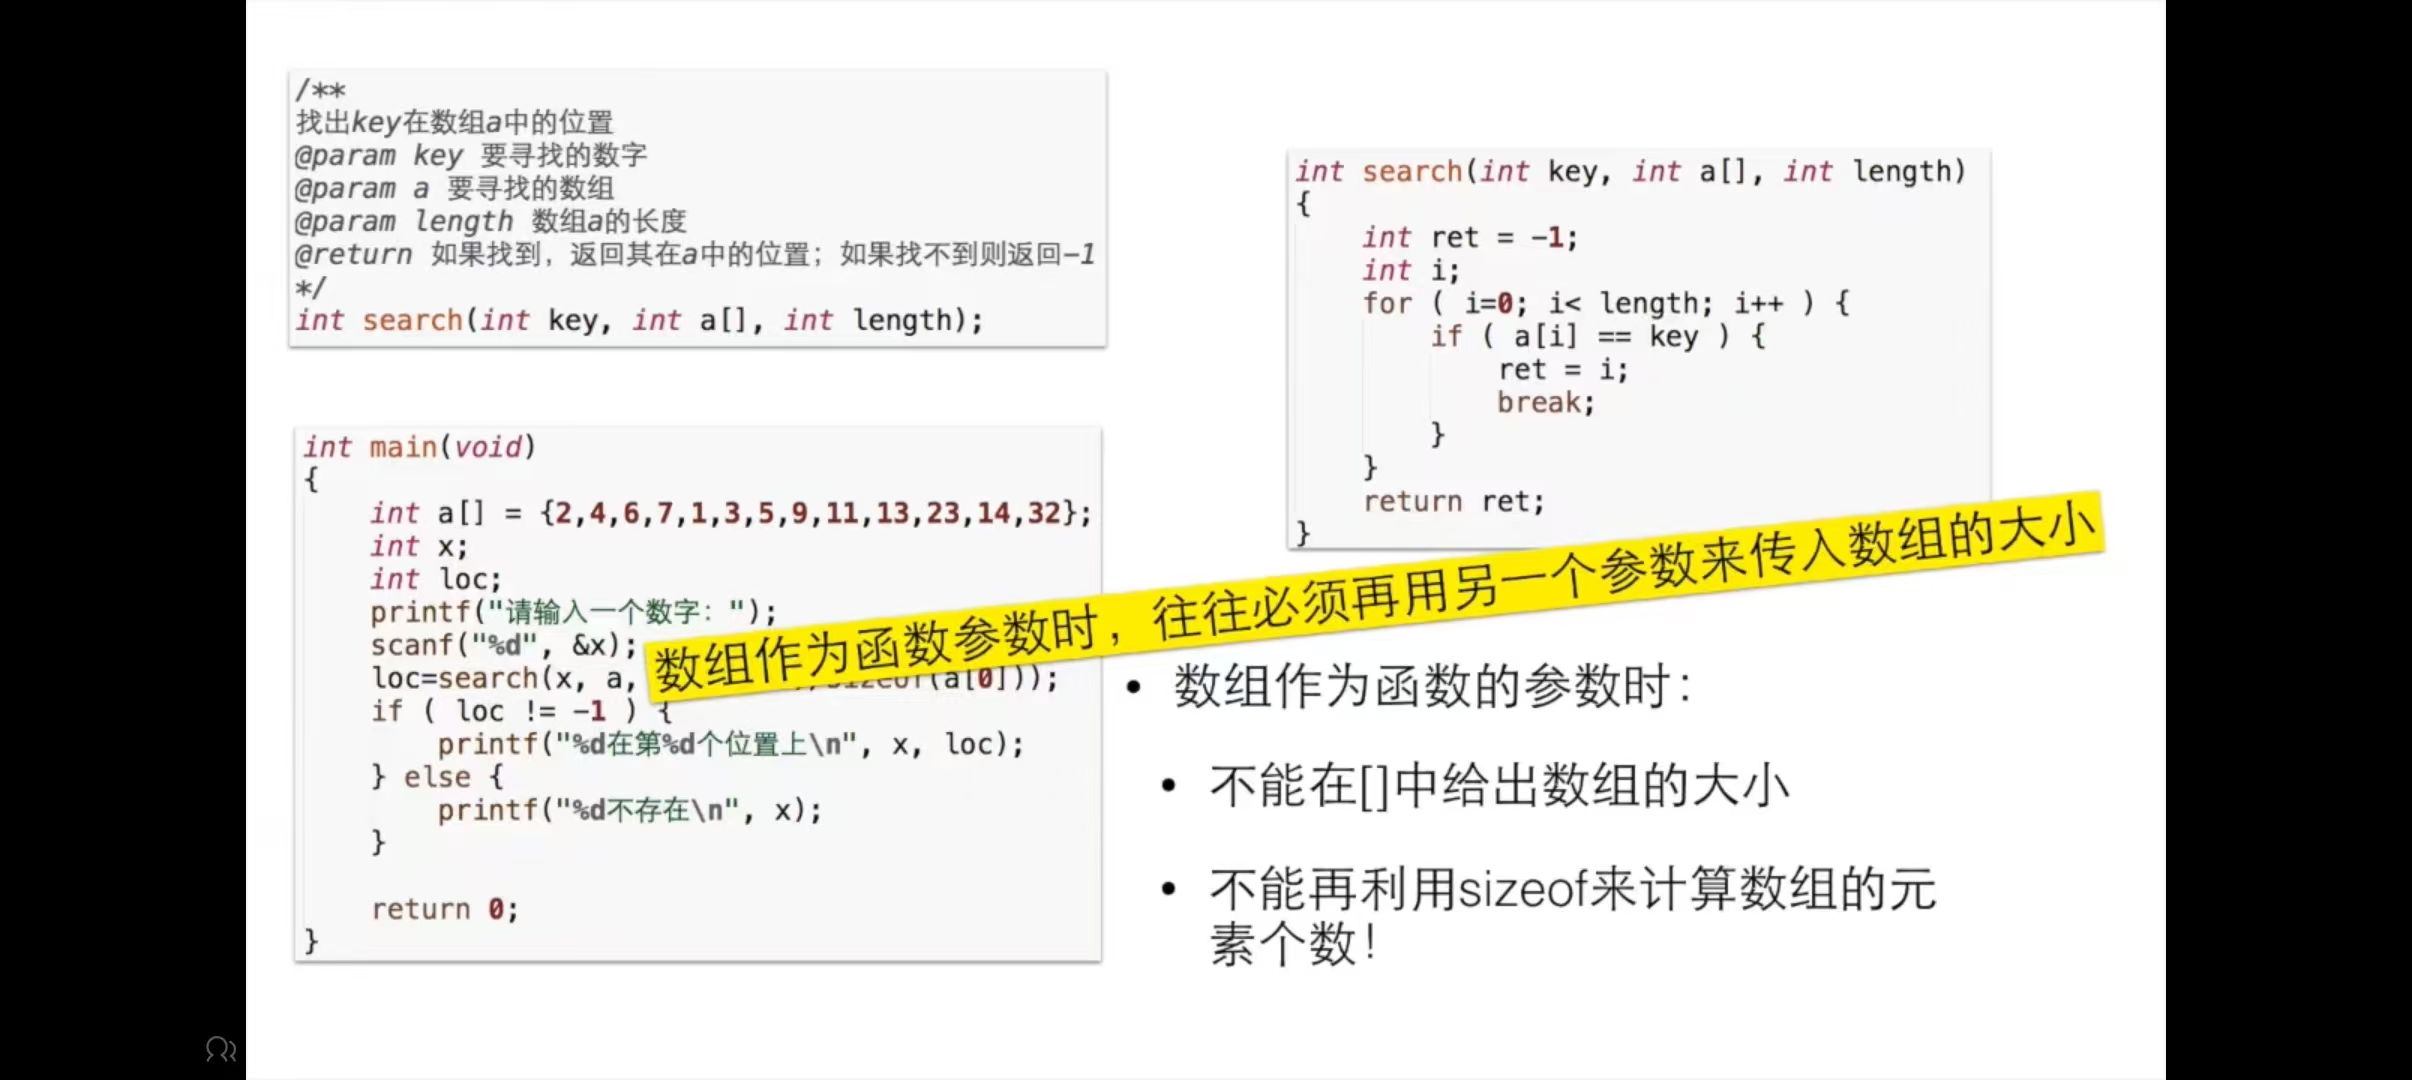 /**
找出key在数组a中的位置
@param key 要寻找的数字
@param a 要寻找的数组
@param length 数组a的长度
@return 如果找到，返回其在a中的位置；如果找不到则返回-1
*/
int search(int key, int a[], int length);
int main(void)
{
    int a[] = {2,4,6,7,1,3,5,9,11,13,23,14,32};
    int x;
    int loc;
    printf("请输入一个数字：");
    scanf("%d", &x);
    loc=search(x, a, sizeof(a[0]));
    if ( loc != -1 ) {
        printf("%d在第%d个位置上\n", x, loc);
    } else {
        printf("%d不存在\n", x);
    }
    return 0;
}
int search(int key, int a[], int length)
{
    int ret = -1;
    int i;
    for ( i=0; i< length; i++ ) {
        if ( a[i] == key ) {
            ret = i;
            break;
        }
    }
    return ret;
}
数组作为函数参数时，往往必须再用另一个参数来传入数组的大小
• 数组作为函数的参数时：
• 不能在[]中给出数组的大小
• 不能再利用sizeof来计算数组的元
素个数！